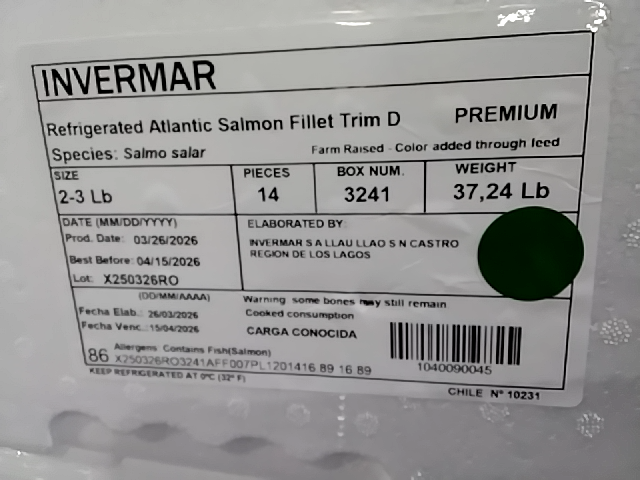 INVERMAR
Refrigerated Atlantic Salmon Fillet Trim D PREMIUM
Species: Salmo salar Farm Raised - Color added through feed
SIZE PIECES BOX NUM. WEIGHT
2-3 Lb 14 3241 37,24 Lb
DATE (MM/DD/YYYY)
Prod. Date: 03/26/2026
Best Before: 04/15/2026
Lot: X250326RO
ELABORATED BY:
INVERMAR S A LLAU LLAO S N CASTRO
REGION DE LOS LAGOS
(DD/MM/AAAA)
Fecha Elab.: 26/03/2026
Fecha Venc.: 15/04/2026
Warning some bones may still remain
Cooked consumption
CARGA CONOCIDA
86 Allergens Contains Fish(Salmon)
X250326RO3241AFF007PL1201416 89 16 89
1040090045
KEEP REFRIGERATED AT 0ºC (32º F)
CHILE Nº 10231